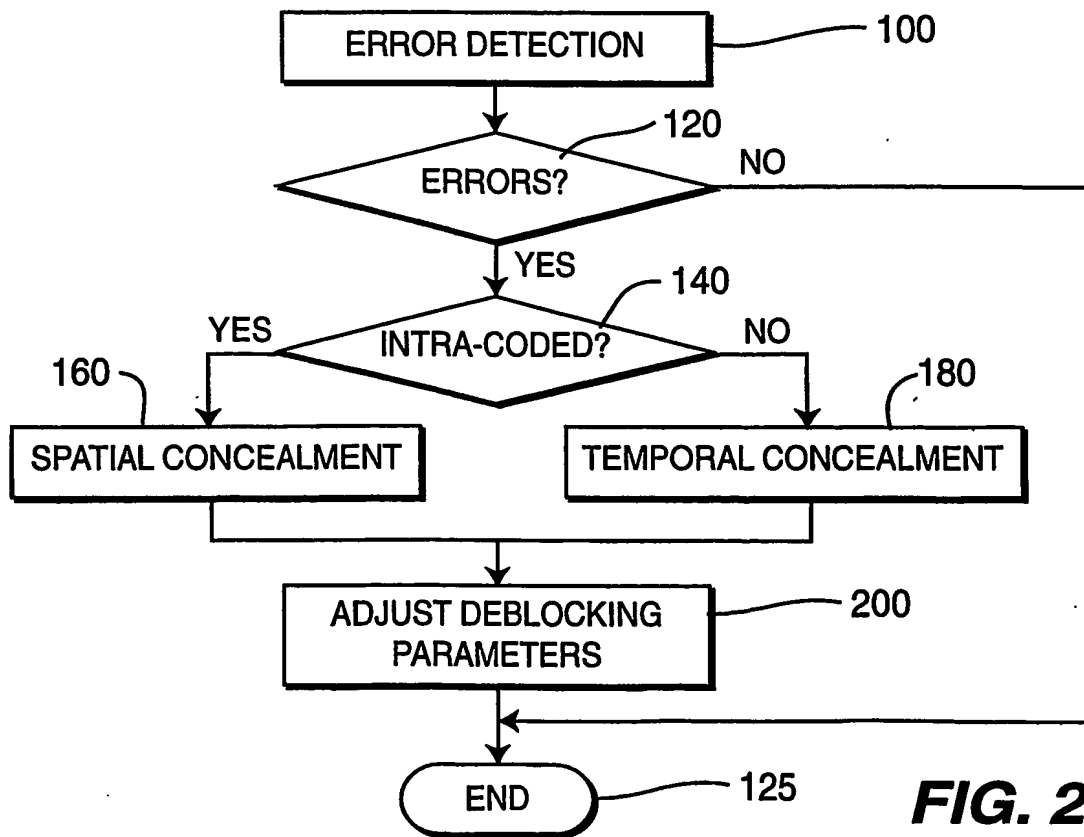 ERROR DETECTION
100
120
ERRORS?
NO
YES
140
YES
INTRA-CODED?
NO
160
180
SPATIAL CONCEALMENT
TEMPORAL CONCEALMENT
ADJUST DEBLOCKING
PARAMETERS
200
END
125
FIG. 2